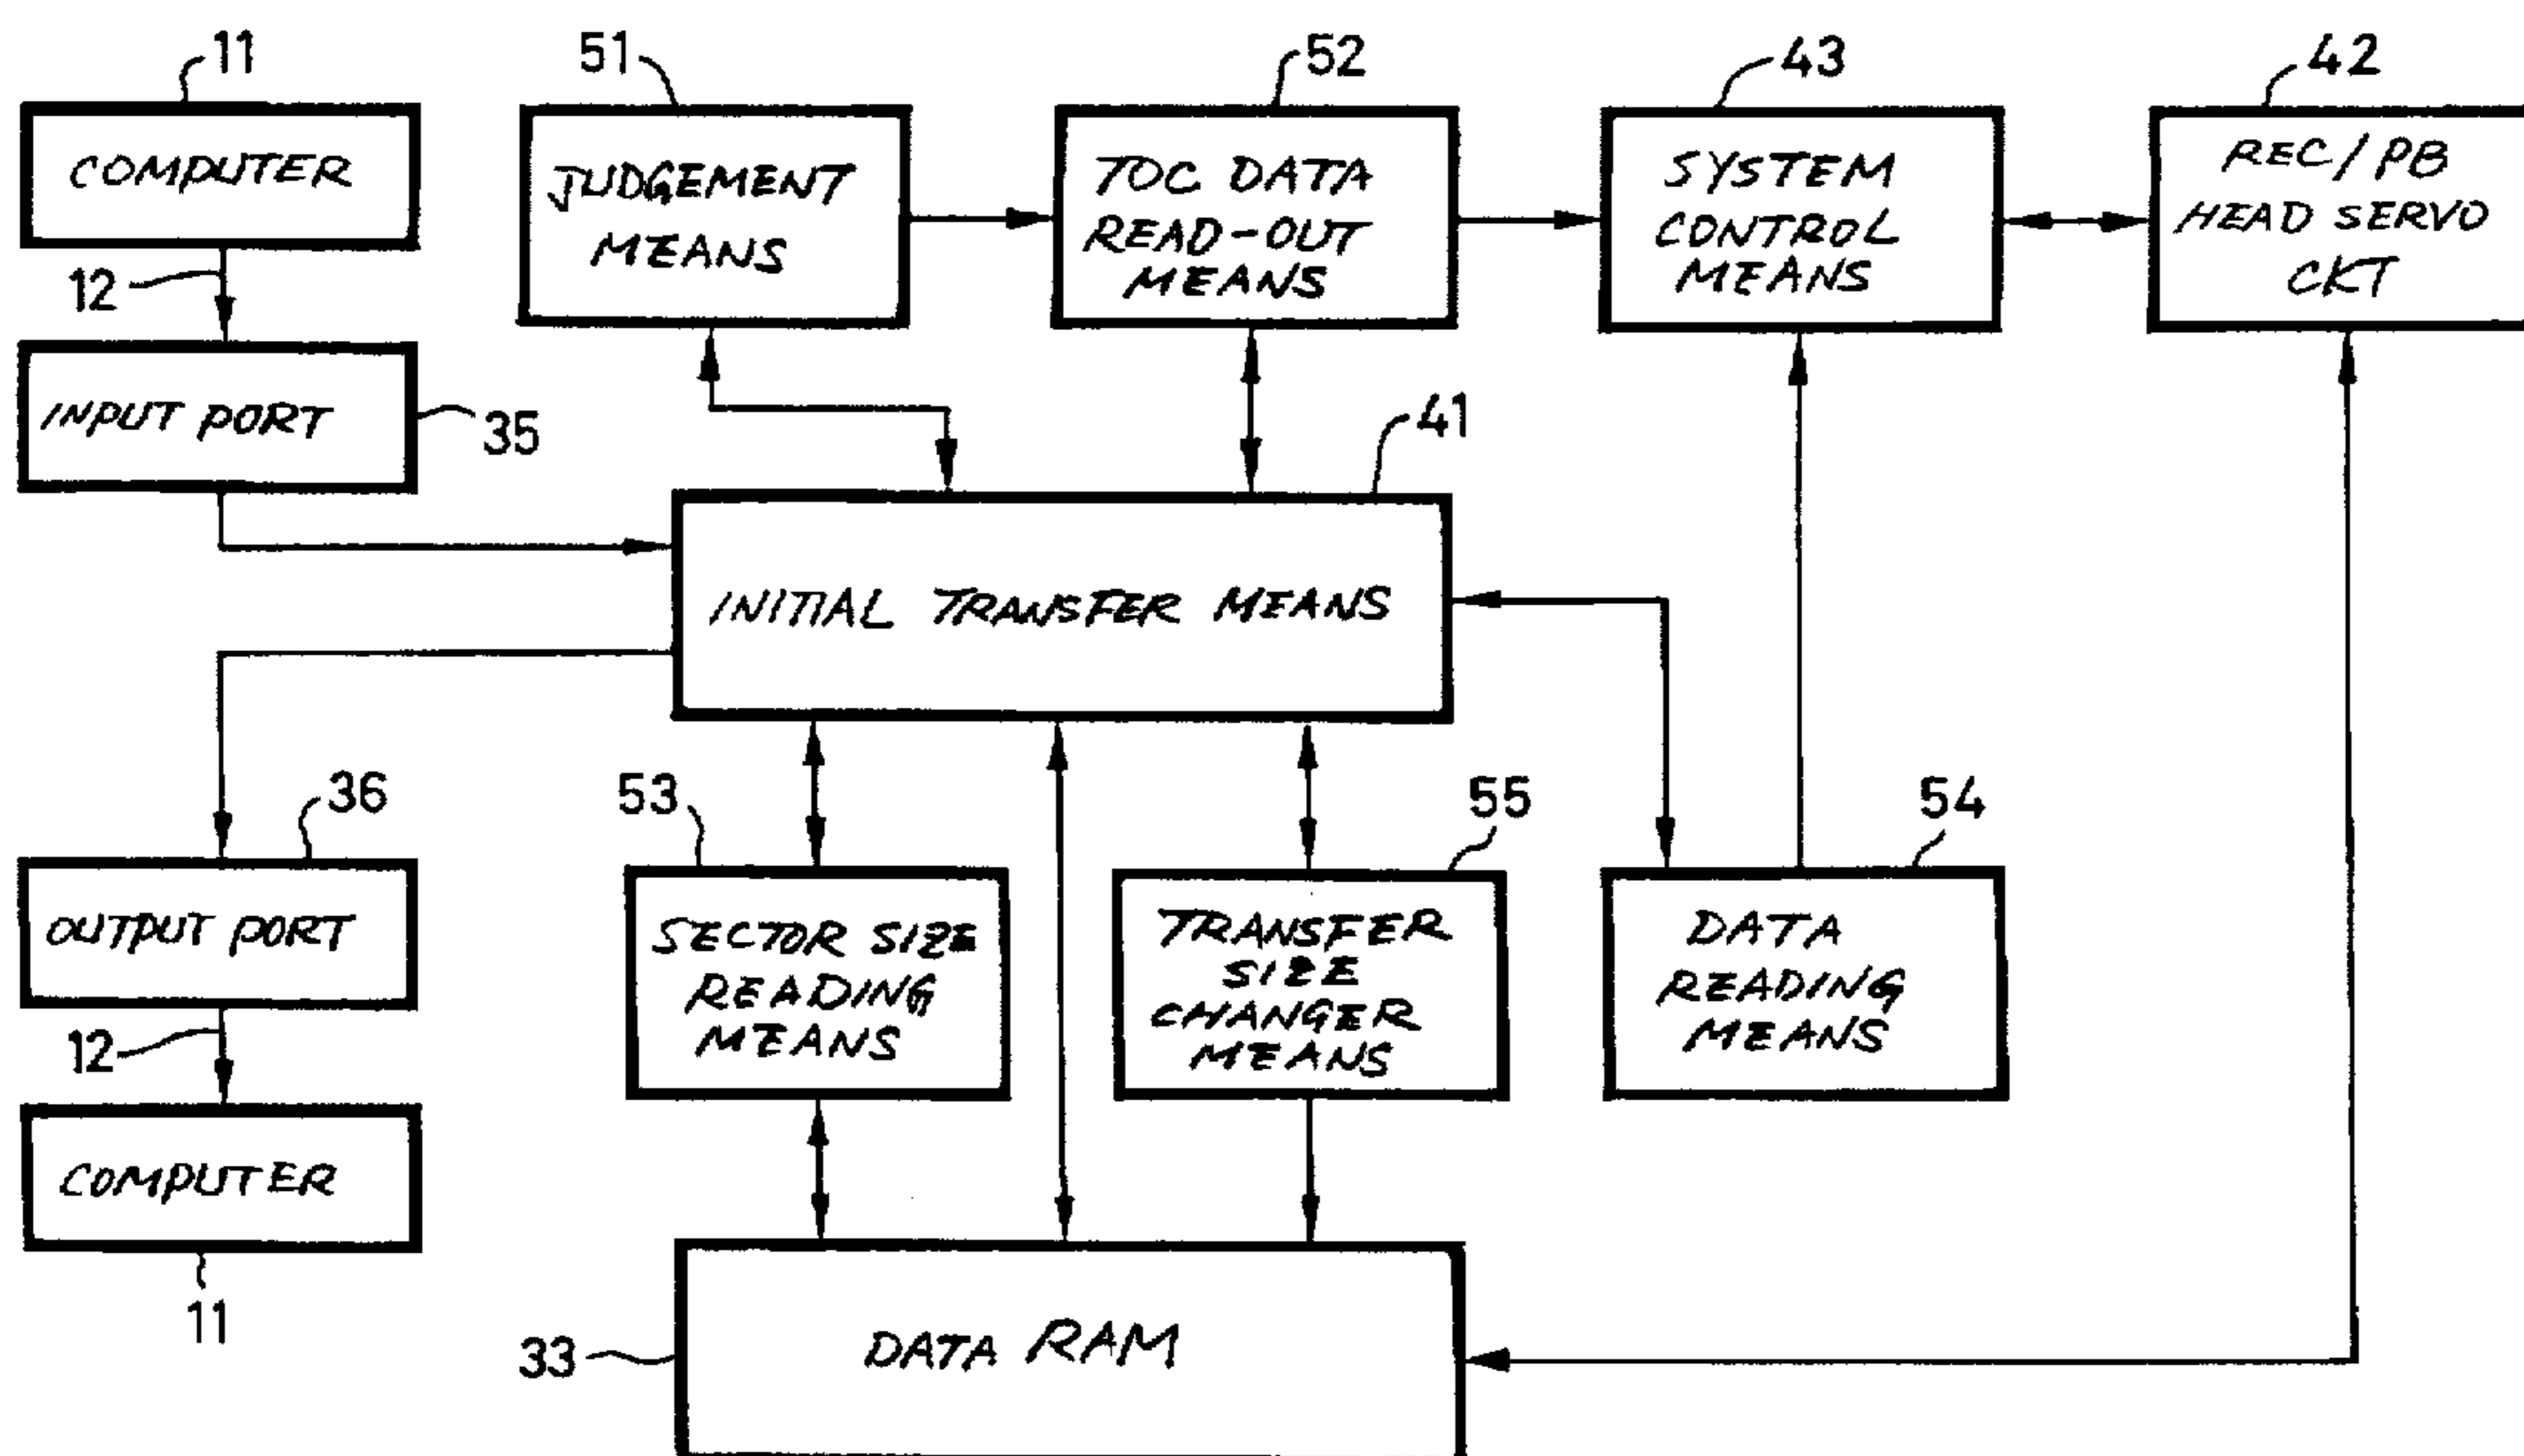 11
51
52
43
42
COMPUTER
JUDGEMENT
MEANS
TOC DATA
READ-OUT
MEANS
SYSTEM
CONTROL
MEANS
REC/PB
HEAD SERVO
CKT
12
INPUT PORT
35
41
INITIAL TRANSFER MEANS
36
53
55
54
OUTPUT PORT
SECTOR SIZE
READING
MEANS
TRANSFER
SIZE
CHANGER
MEANS
DATA
READING
MEANS
12
COMPUTER
11
33
DATA RAM